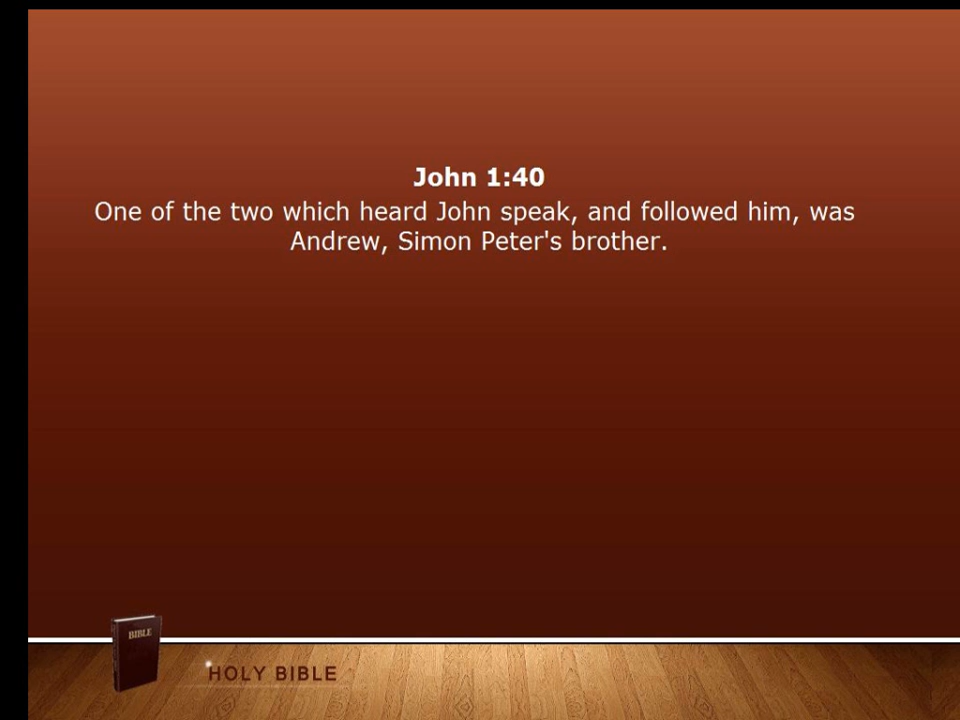 John 1:40
One of the two which heard John speak, and followed him, was
Andrew, Simon Peter's brother.
BIBLE
HOLY BIBLE